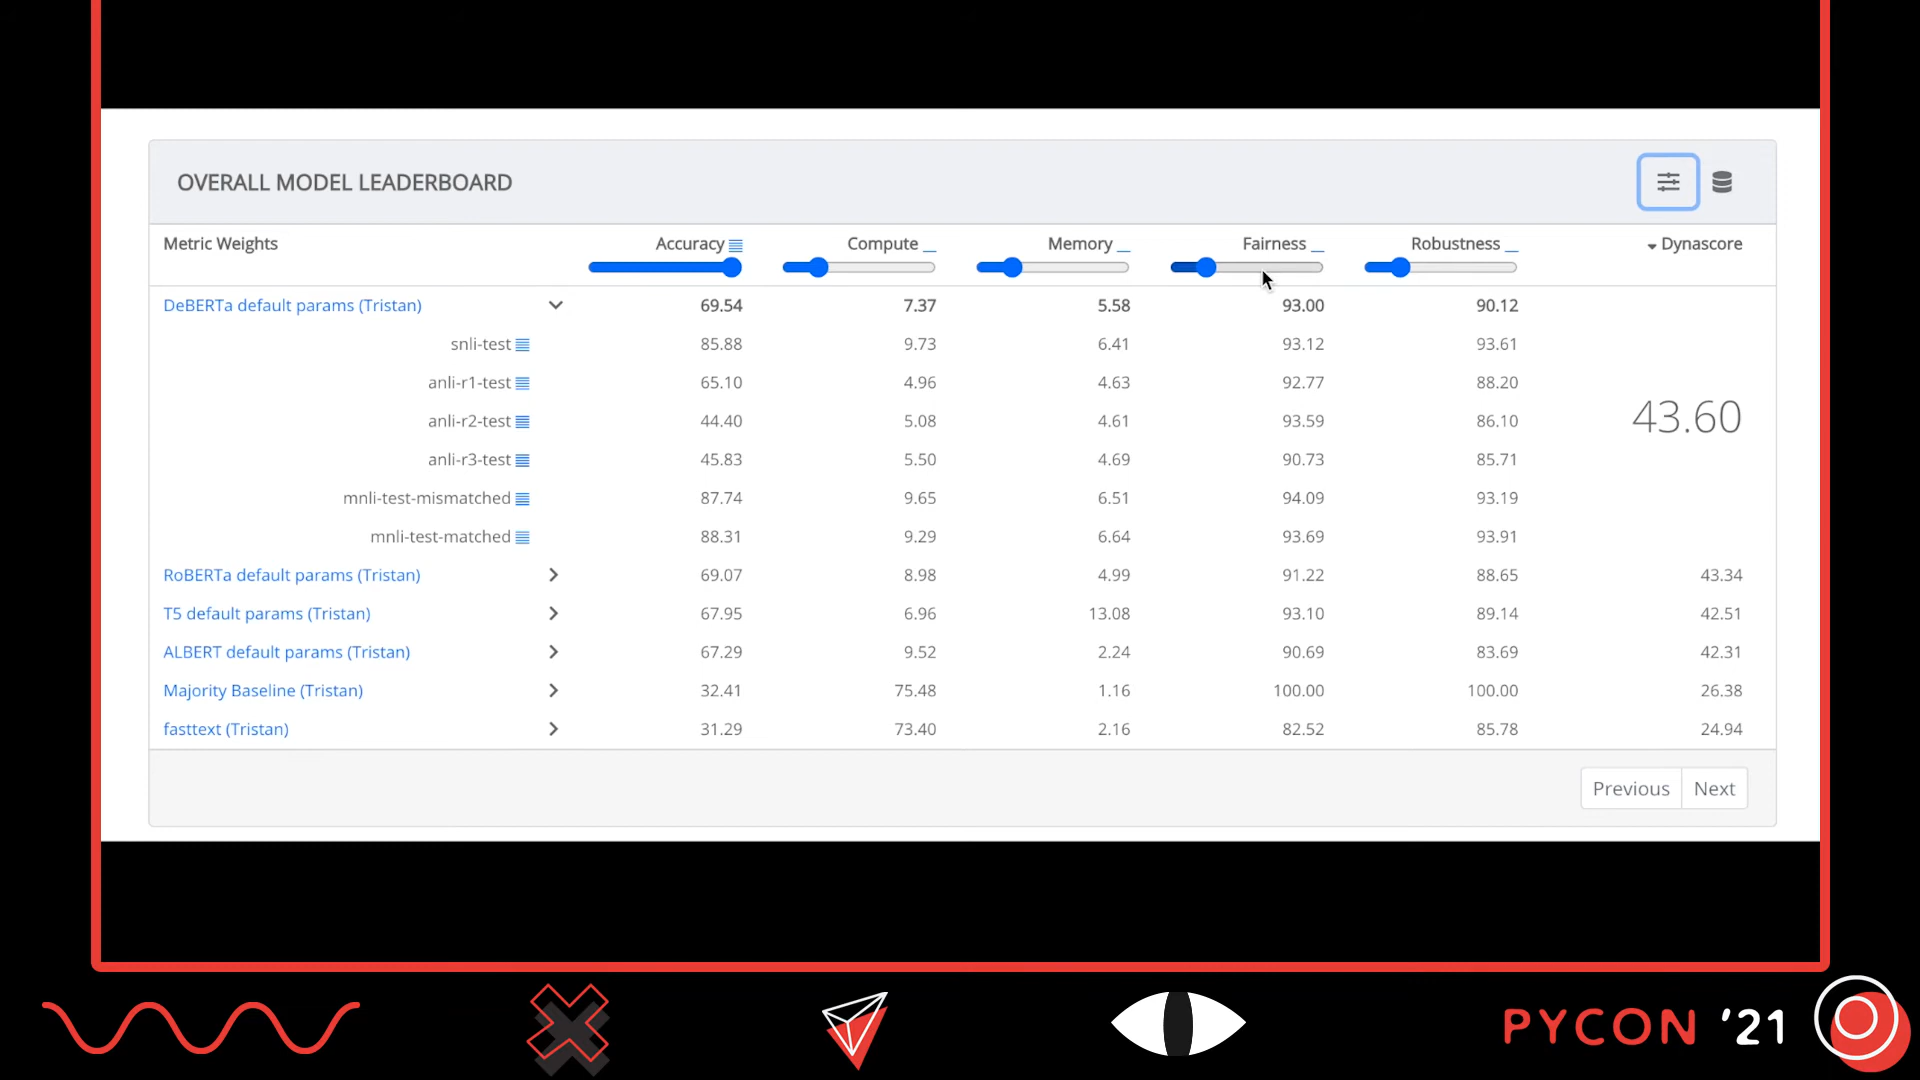 OVERALL MODEL LEADERBOARD
Metric Weights Accuracy Compute Memory Fairness Robustness Dynascore
DeBERTa default params (Tristan) 69.54 7.37 5.58 93.00 90.12
snli-test 85.88 9.73 6.41 93.12 93.61
anli-r1-test 65.10 4.96 4.63 92.77 88.20
anli-r2-test 44.40 5.08 4.61 93.59 86.10
43.60
anli-r3-test 45.83 5.50 4.69 90.73 85.71
mnli-test-mismatched 87.74 9.65 6.51 94.09 93.19
mnli-test-matched 88.31 9.29 6.64 93.69 93.91
RoBERTa default params (Tristan) 69.07 8.98 4.99 91.22 88.65 43.34
T5 default params (Tristan) 67.95 6.96 13.08 93.10 89.14 42.51
ALBERT default params (Tristan) 67.29 9.52 2.24 90.69 83.69 42.31
Majority Baseline (Tristan) 32.41 75.48 1.16 100.00 100.00 26.38
fasttext (Tristan) 31.29 73.40 2.16 82.52 85.78 24.94
Previous Next
PYCON '21